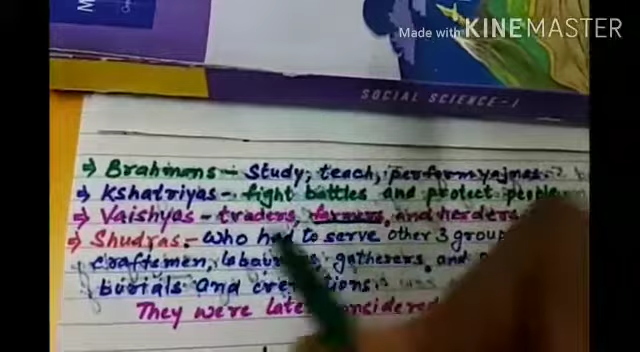 M
Made with KINEMASTER
SOCIAL SCIENCE - I
⇒ Brahmans - Study, teach, perform yajnas.
⇒ Kshatriyas - fight battles and protect people
⇒ Vaishyas - traders, farmers, and herders
⇒ Shudras - who had to serve other 3 group
craftsmen, labourers, gatherers, and
burials and cremations.
They were later considered